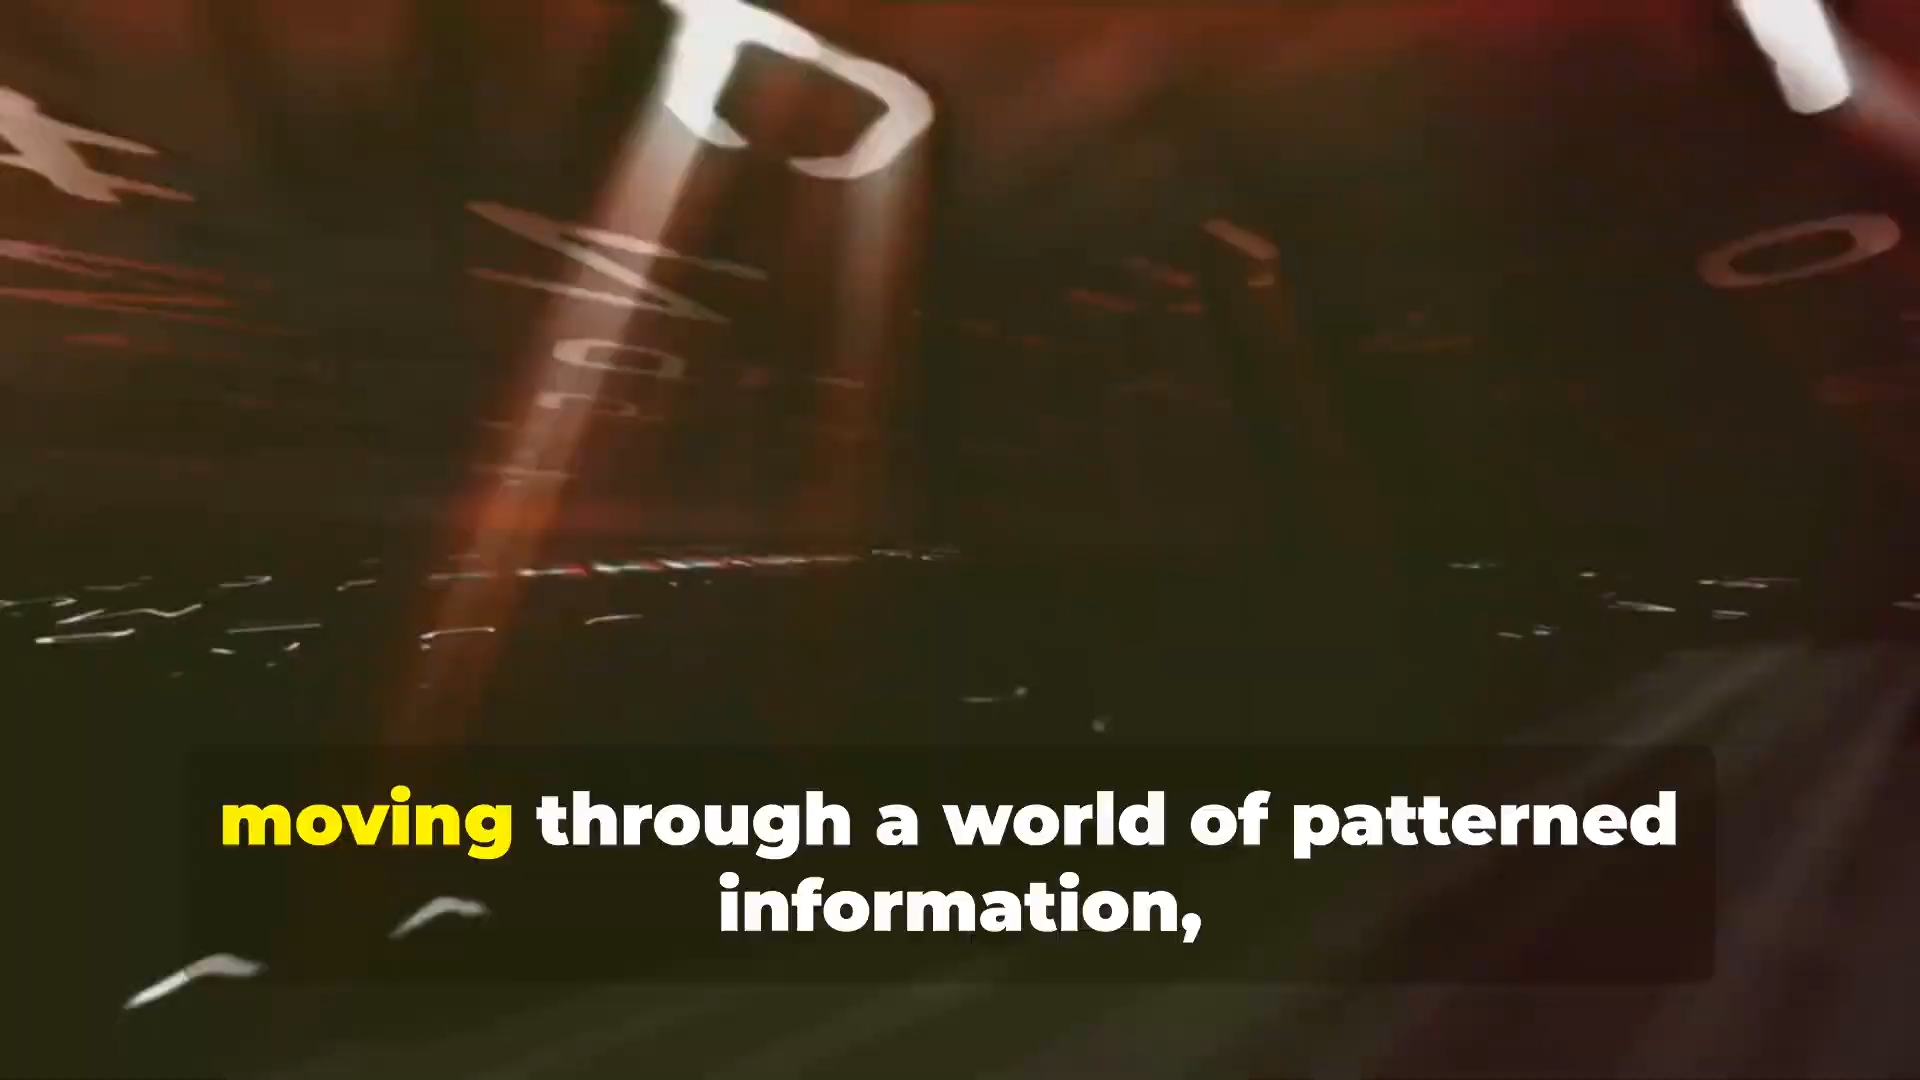 moving through a world of patterned
information,